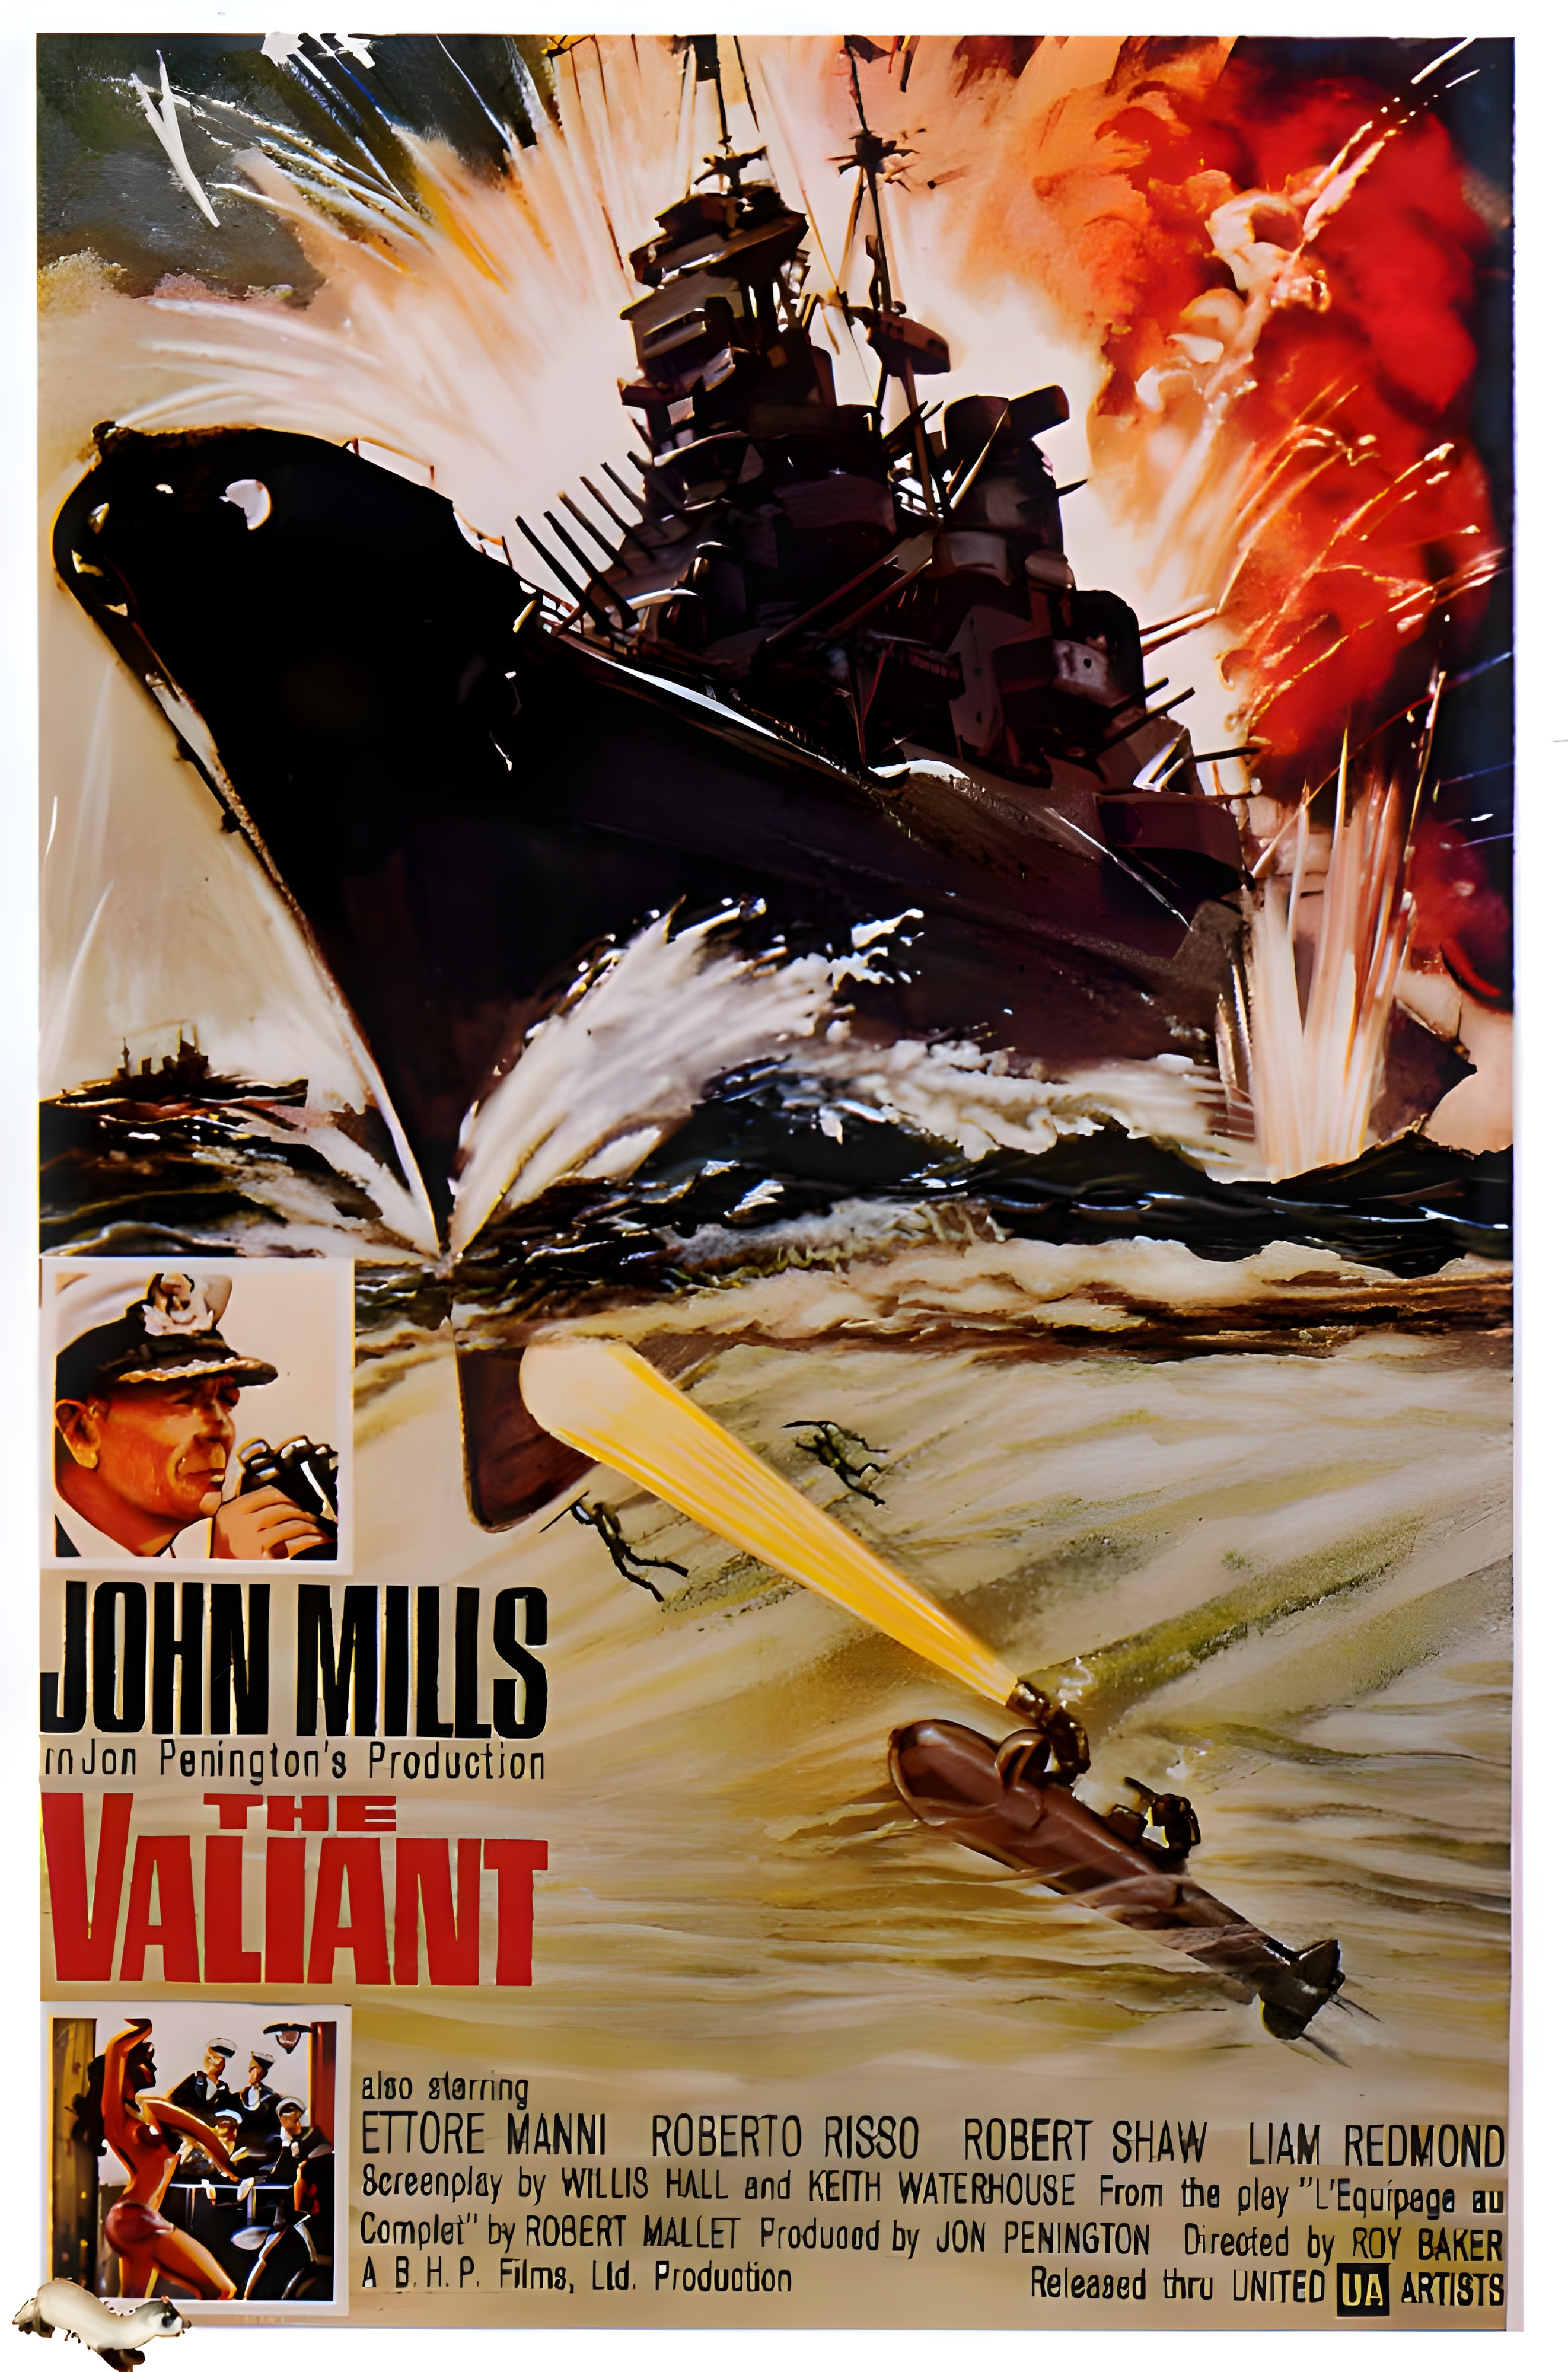 JOHN MILLS
in Jon Penington's Production
THE
VALIANT
also starring
ETTORE MANNI ROBERTO RISSO ROBERT SHAW LIAM REDMOND
Screenplay by WILLIS HALL and KEITH WATERHOUSE From the play "L'Equipage au
Complet" by ROBERT MALLET Produced by JON PENINGTON Directed by ROY BAKER
A B.H.P. Films, Ltd. Production
Released thru UNITED UA ARTISTS